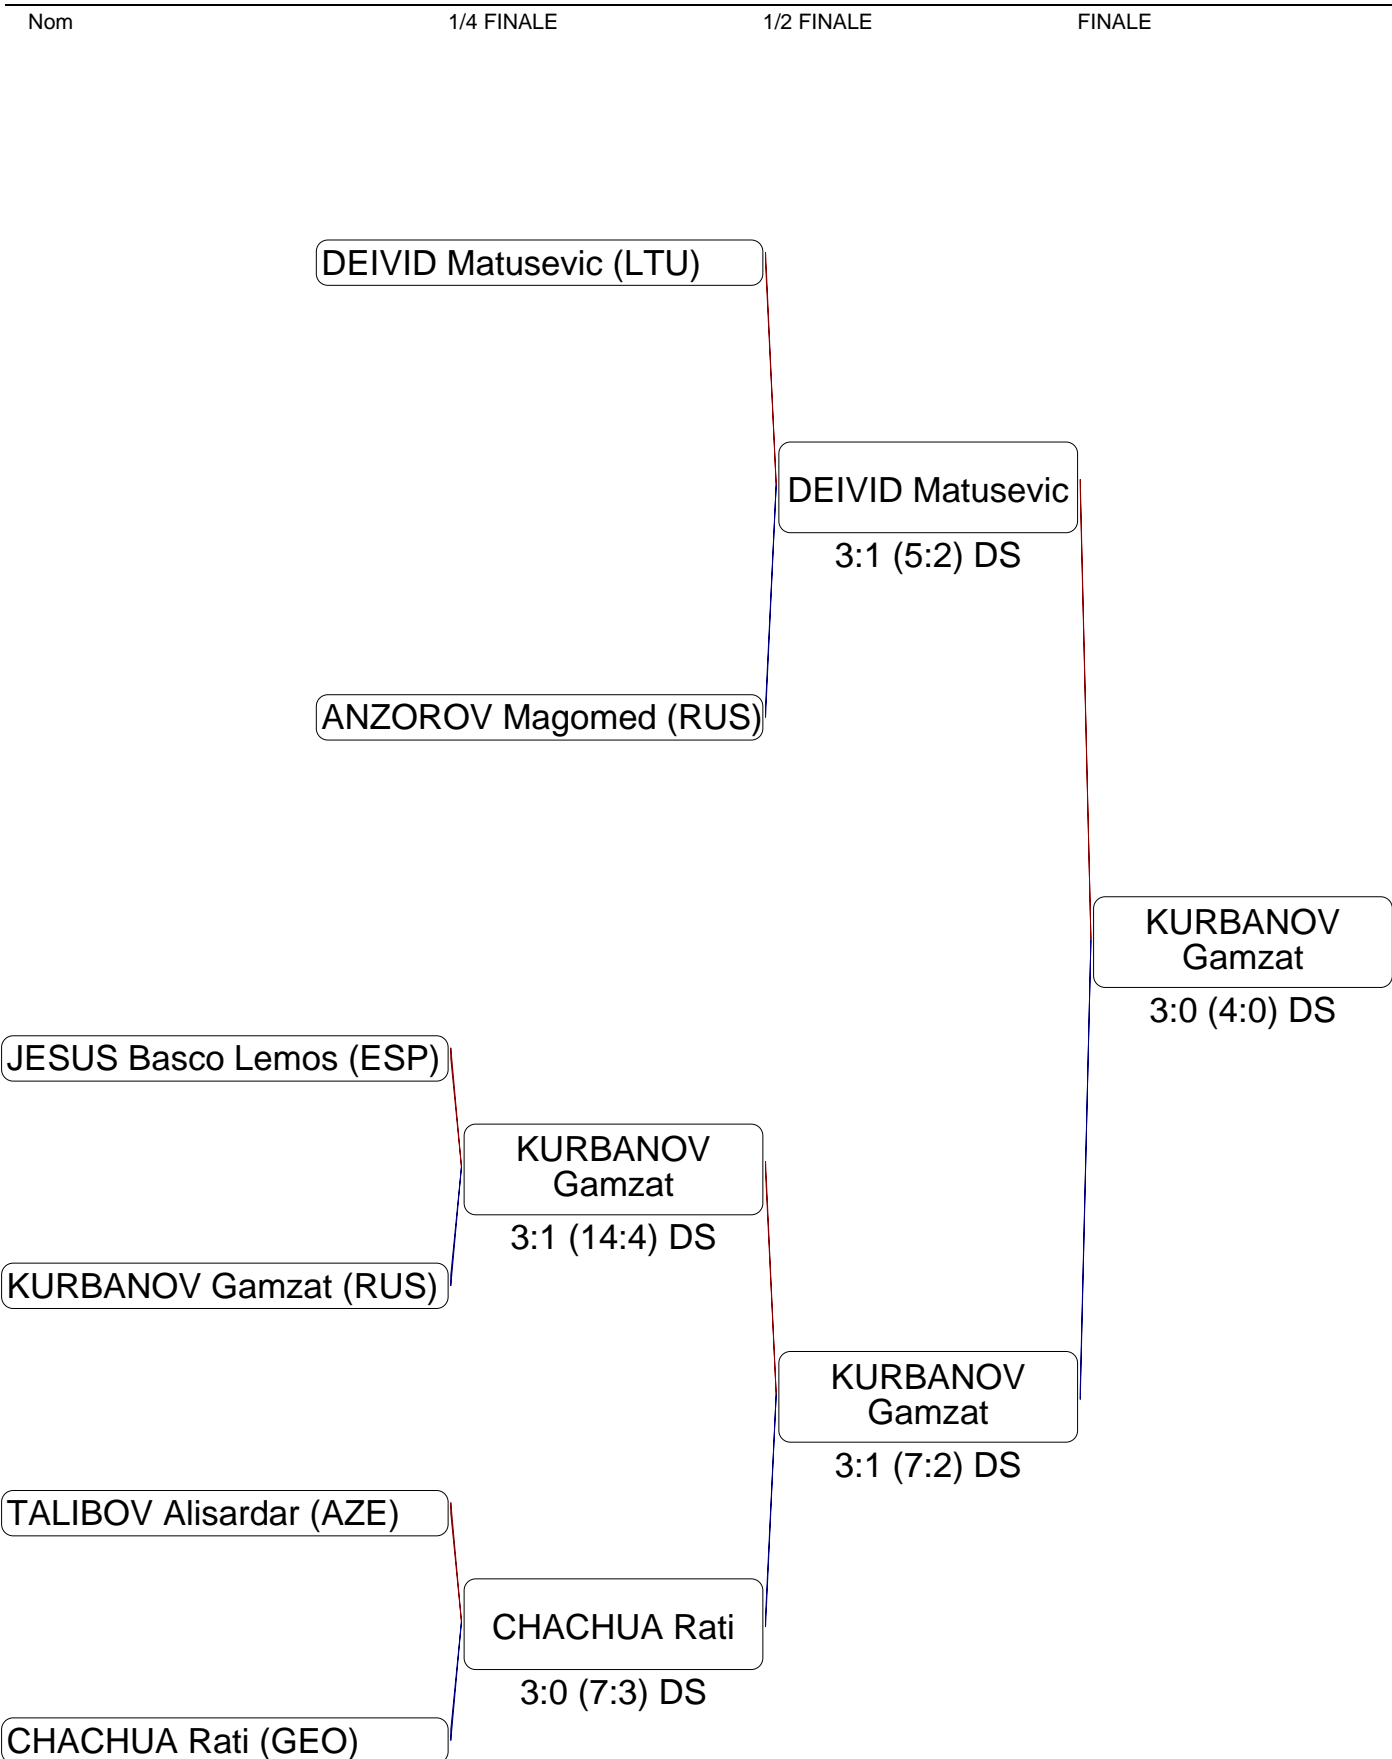 Nom 1/4 FINALE 1/2 FINALE FINALE
DEIVID Matusevic (LTU)
DEIVID Matusevic
3:1 (5:2) DS
ANZOROV Magomed (RUS)
KURBANOV
Gamzat
3:0 (4:0) DS
JESUS Basco Lemos (ESP)
KURBANOV
Gamzat
3:1 (14:4) DS
KURBANOV Gamzat (RUS)
KURBANOV
Gamzat
3:1 (7:2) DS
TALIBOV Alisardar (AZE)
CHACHUA Rati
3:0 (7:3) DS
CHACHUA Rati (GEO)